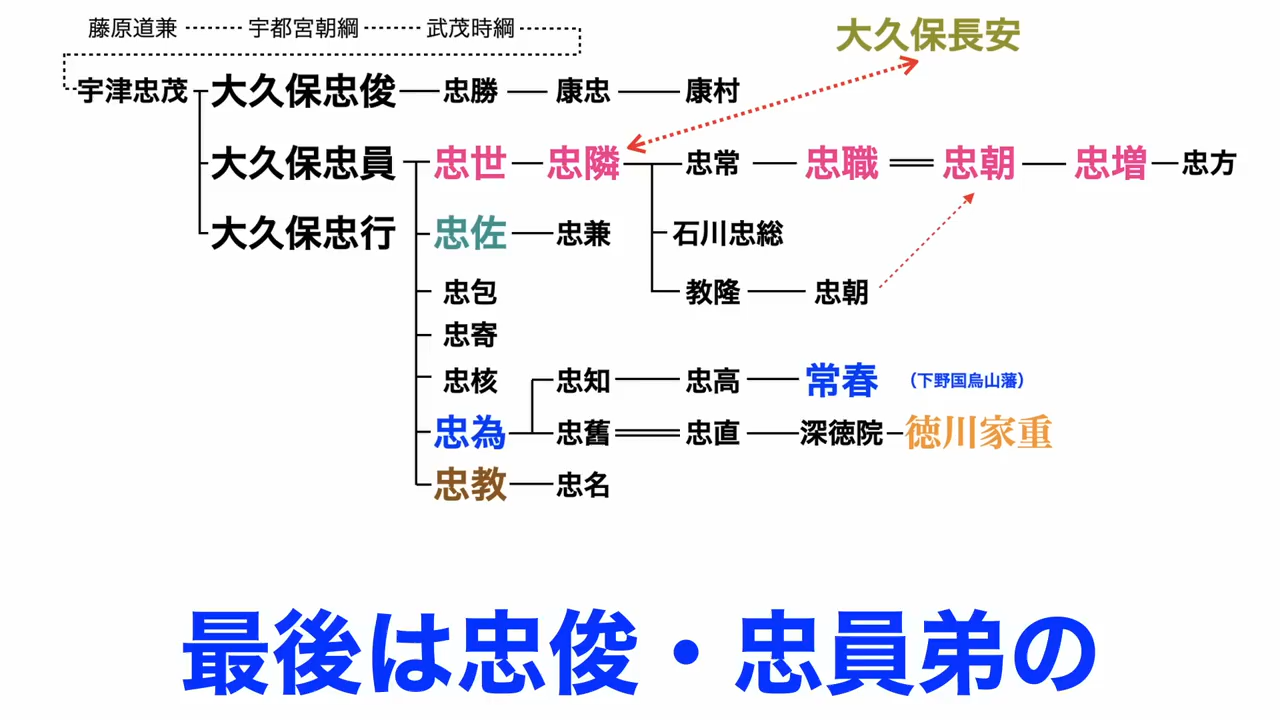 藤原道兼 宇都宮朝綱 武茂時綱
大久保長安
宇津忠茂 大久保忠俊 忠勝 康忠 康村
大久保忠員 忠世 忠隣 忠常 忠職 忠朝 忠増 忠方
大久保忠行 忠佐 忠兼 石川忠総
忠包 教隆 忠朝
忠寄
忠核 忠知 忠高 常春 (下野国烏山藩)
忠為 忠舊 忠直 深徳院 徳川家重
忠教 忠名
最後は忠俊・忠員弟の